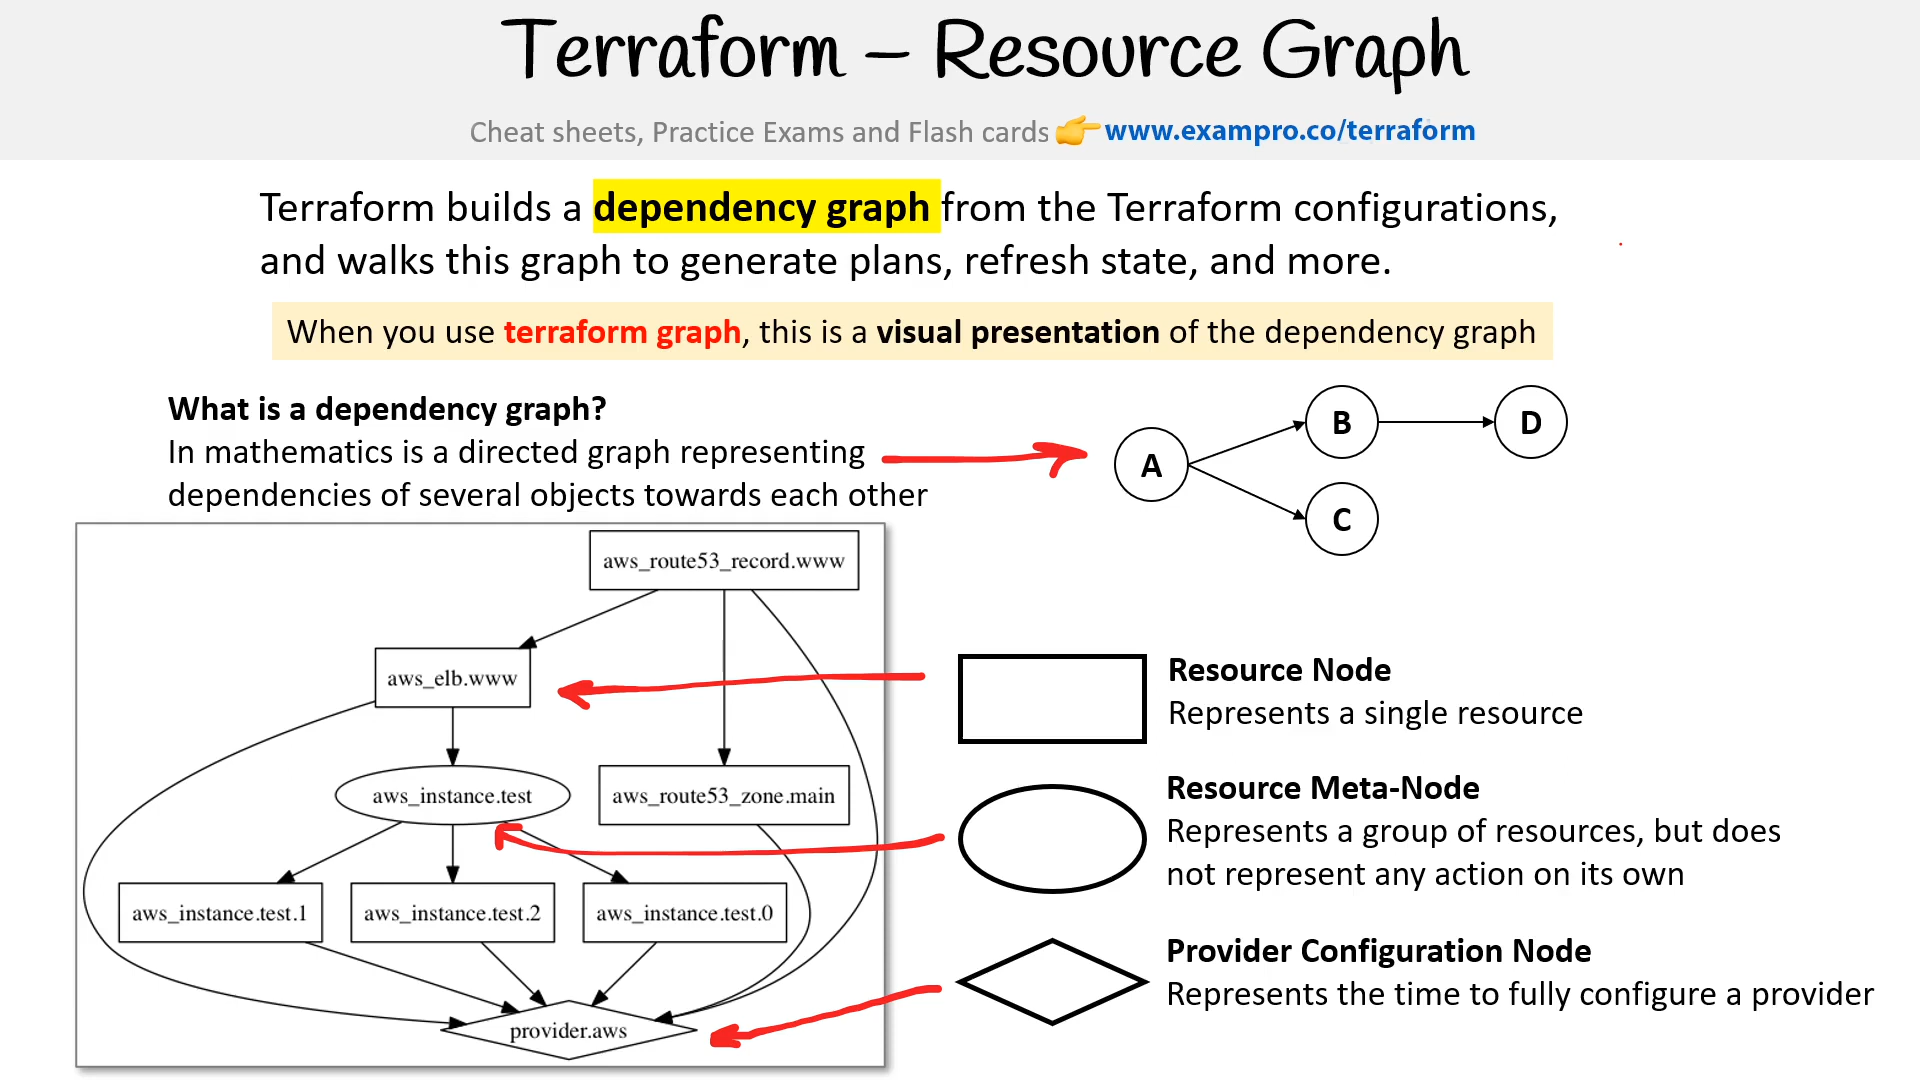 Terraform – Resource Graph
Cheat sheets, Practice Exams and Flash cards 👉 www.exampro.co/terraform
Terraform builds a dependency graph from the Terraform configurations,
and walks this graph to generate plans, refresh state, and more.
When you use terraform graph, this is a visual presentation of the dependency graph
What is a dependency graph?
In mathematics is a directed graph representing
dependencies of several objects towards each other
A
B
D
C
aws_route53_record.www
aws_elb.www
aws_instance.test
aws_route53_zone.main
aws_instance.test.1
aws_instance.test.2
aws_instance.test.0
provider.aws
Resource Node
Represents a single resource
Resource Meta-Node
Represents a group of resources, but does
not represent any action on its own
Provider Configuration Node
Represents the time to fully configure a provider